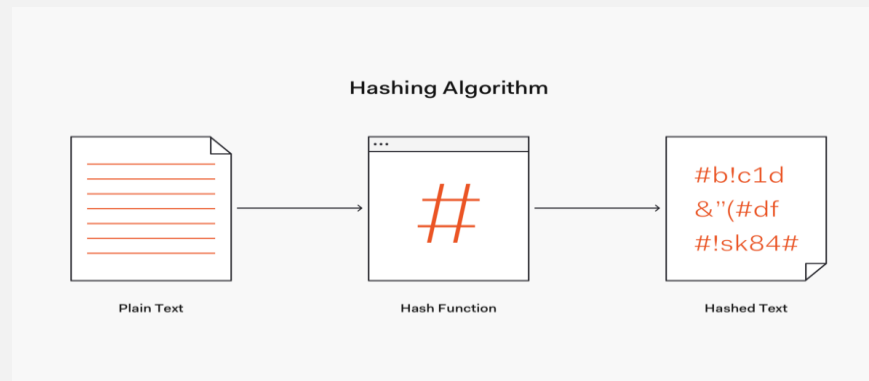 Hashing Algorithm
#
#b!c1d
&”(#df
#!sk84#
Plain Text
Hash Function
Hashed Text